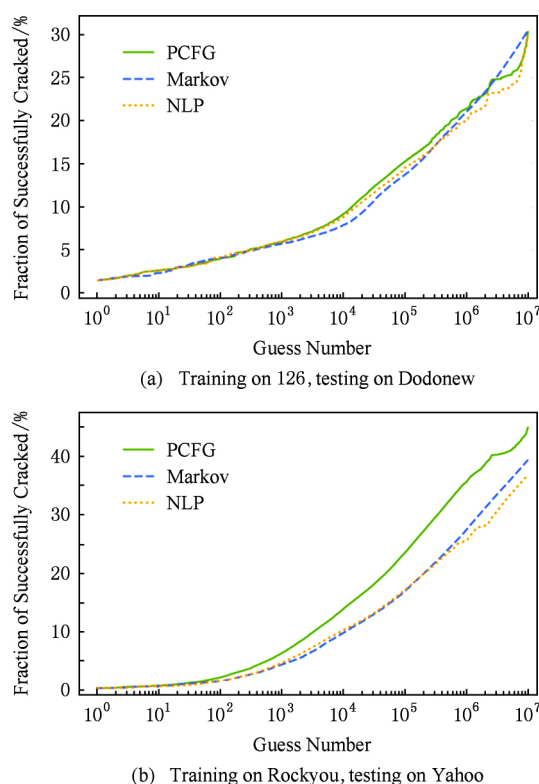 Fraction of Successfully Cracked/%
30
25
20
15
10
5
0
PCFG
Markov
NLP
10^0 10^1 10^2 10^3 10^4 10^5 10^6 10^7
Guess Number
(a) Training on 126, testing on Dodonew
Fraction of Successfully Cracked/%
40
30
20
10
0
PCFG
Markov
NLP
10^0 10^1 10^2 10^3 10^4 10^5 10^6 10^7
Guess Number
(b) Training on Rockyou, testing on Yahoo